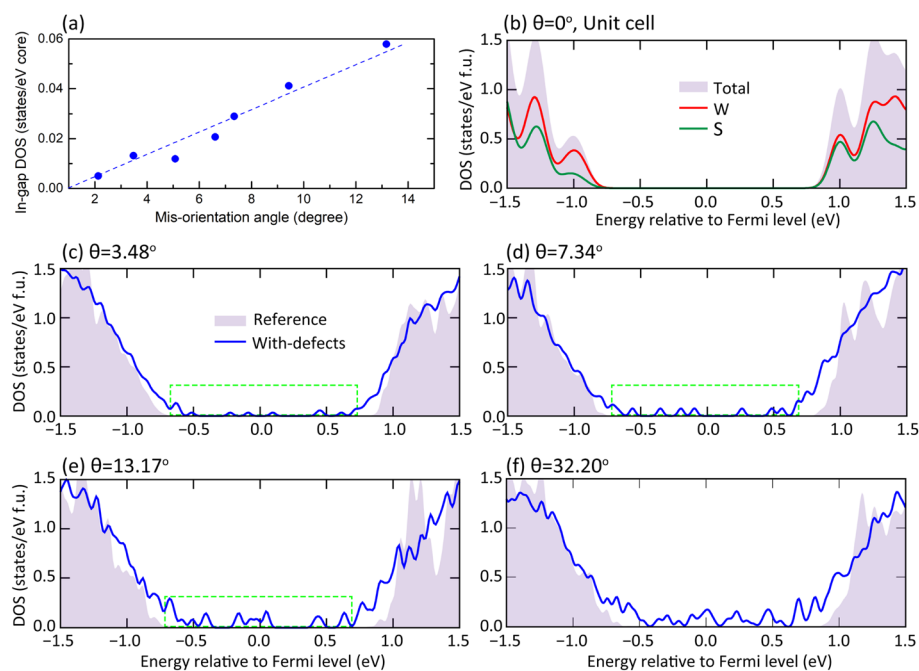 (a)
In-gap DOS (states/eV core)
0.06
0.04
0.02
0.00
2 4 6 8 10 12 14
Mis-orientation angle (degree)
(b) θ=0°, Unit cell
DOS (states/eV f.u.)
1.5
1.0
0.5
0.0
Total
W
S
−1.5 −1.0 −0.5 0.0 0.5 1.0 1.5
Energy relative to Fermi level (eV)
(c) θ=3.48°
DOS (states/eV f.u.)
1.5
1.0
0.5
0.0
Reference
With-defects
−1.5 −1.0 −0.5 0.0 0.5 1.0 1.5
(d) θ=7.34°
DOS (states/eV f.u.)
1.5
1.0
0.5
0.0
−1.5 −1.0 −0.5 0.0 0.5 1.0 1.5
(e) θ=13.17°
DOS (states/eV f.u.)
1.5
1.0
0.5
0.0
−1.5 −1.0 −0.5 0.0 0.5 1.0 1.5
Energy relative to Fermi level (eV)
(f) θ=32.20°
DOS (states/eV f.u.)
1.5
1.0
0.5
0.0
−1.5 −1.0 −0.5 0.0 0.5 1.0 1.5
Energy relative to Fermi level (eV)